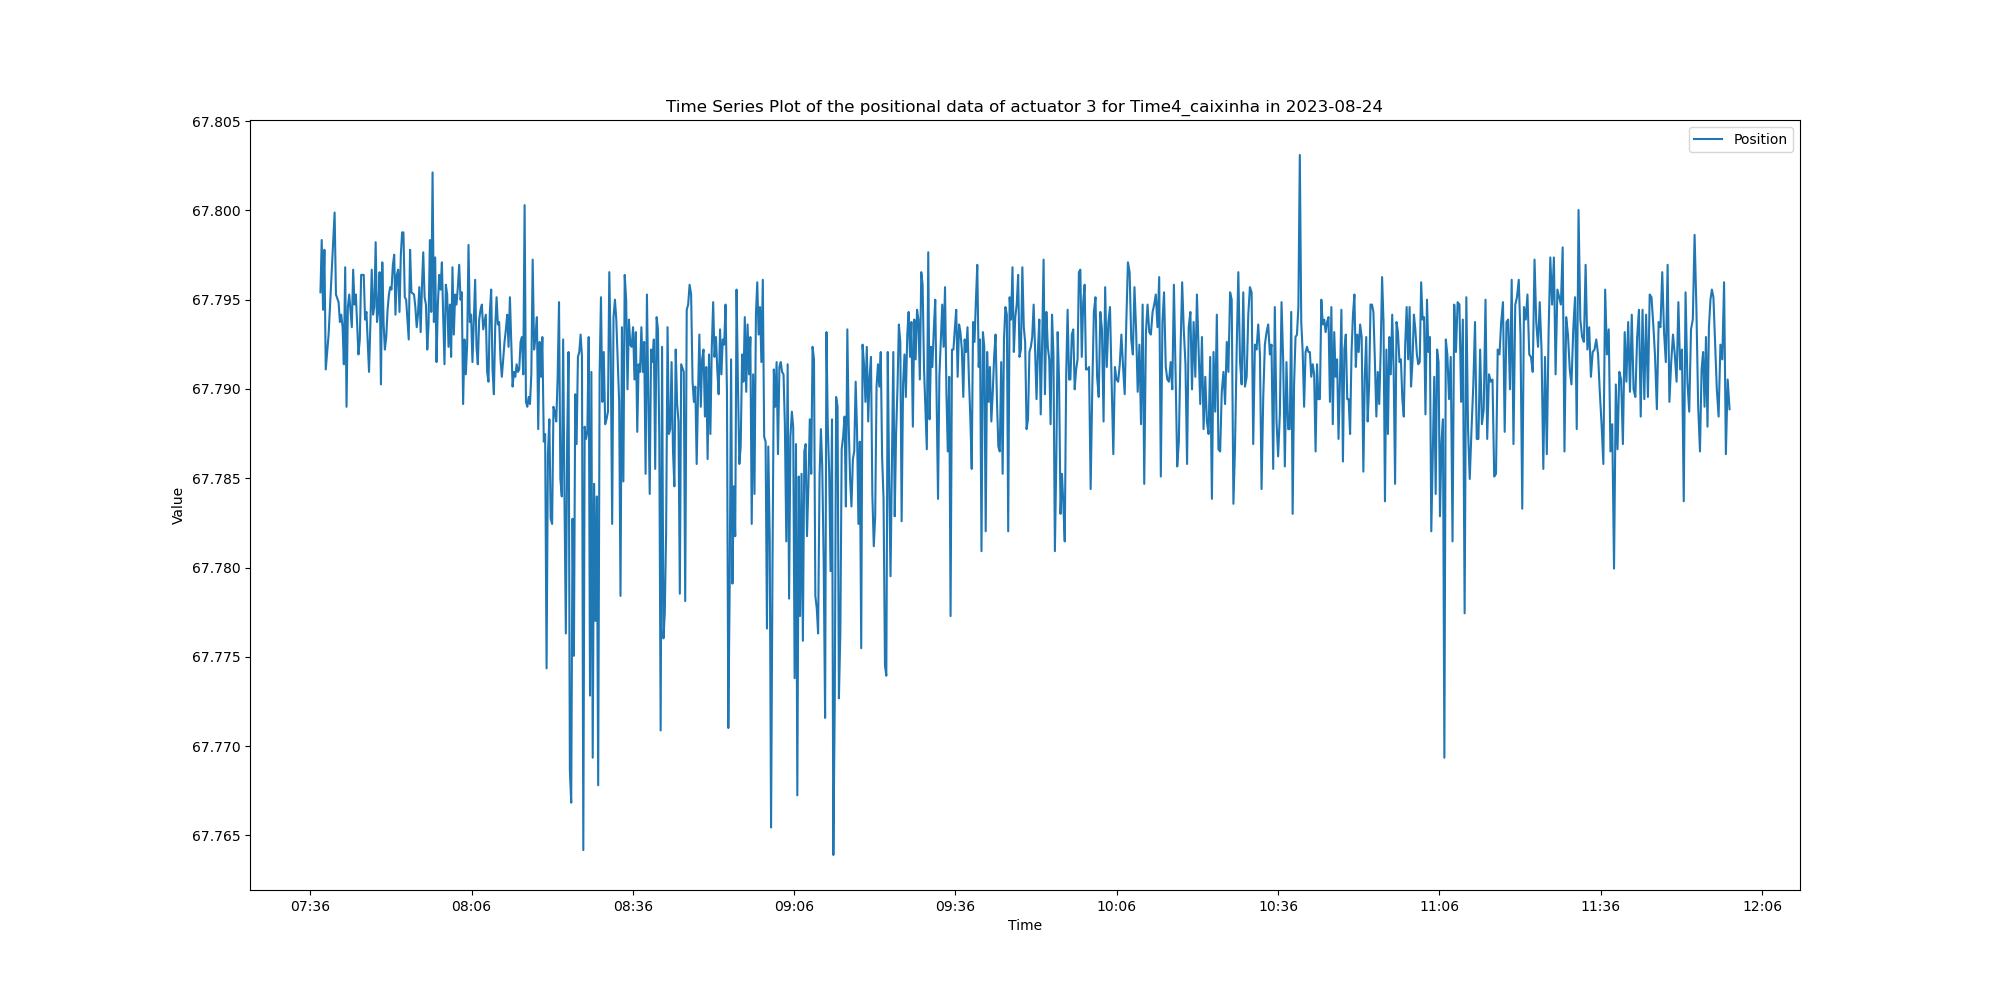 Time Series Plot of the positional data of actuator 3 for Time4_caixinha in 2023-08-24
67.805
Position
67.800
67.795
67.790
67.785
Value
67.780
67.775
67.770
67.765
07:36 08:06 08:36 09:06 09:36 10:06 10:36 11:06 11:36 12:06
Time